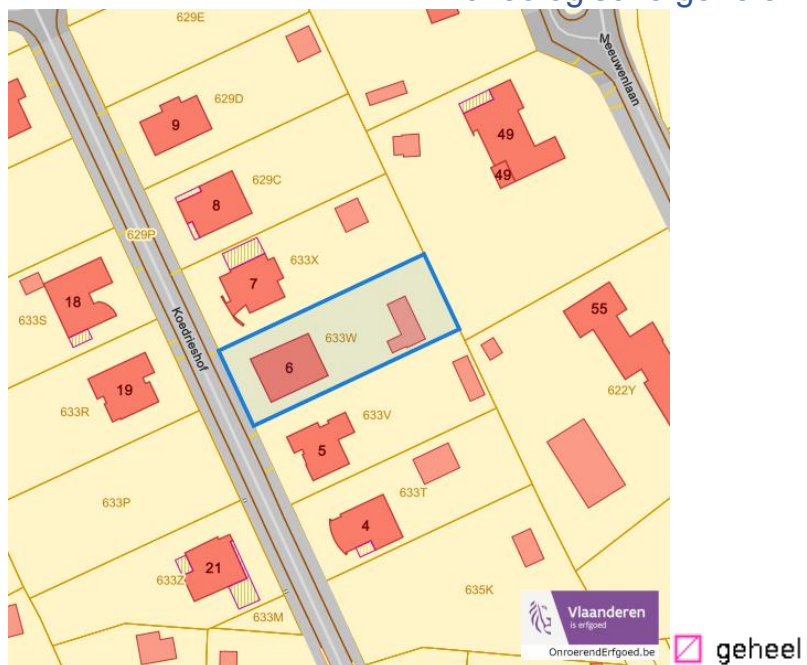 629E
Meeuwenlaan
629D
9
49
49
629C
8
629P
633X
7
18
633S
Koedrieshof
55
633W
6
19
622Y
633R
633V
5
633P
633T
4
21
633Z
635K
633M
Vlaanderen
is erfgoed
OnroerendErfgoed.be
geheel